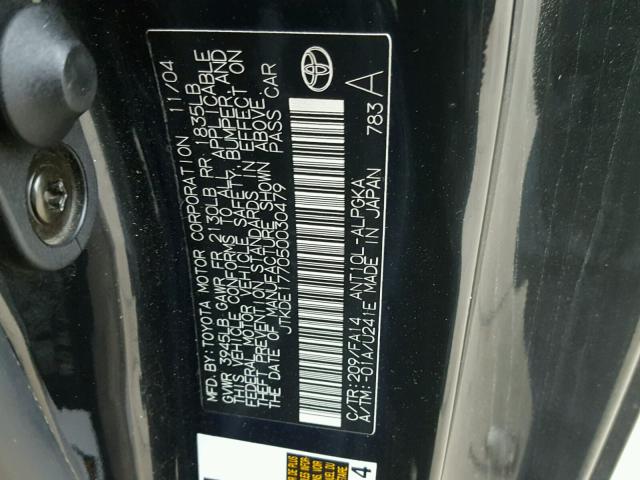 MFD. BY: TOYOTA MOTOR CORPORATION 11/04
GVWR 3945LB GAWR FR 2130LB RR 1835LB
THIS VEHICLE CONFORMS TO ALL APPLICABLE
FEDERAL MOTOR VEHICLE SAFETY, BUMPER, AND
THEFT PREVENTION STANDARDS IN EFFECT ON
THE DATE OF MANUFACTURE SHOWN ABOVE.
JTKDE177050030479 PASS CAR
C/TR: 209/FA14 ANT10L-ALPGKA
A/TM: -01A/U241E MADE IN JAPAN
783 A
4